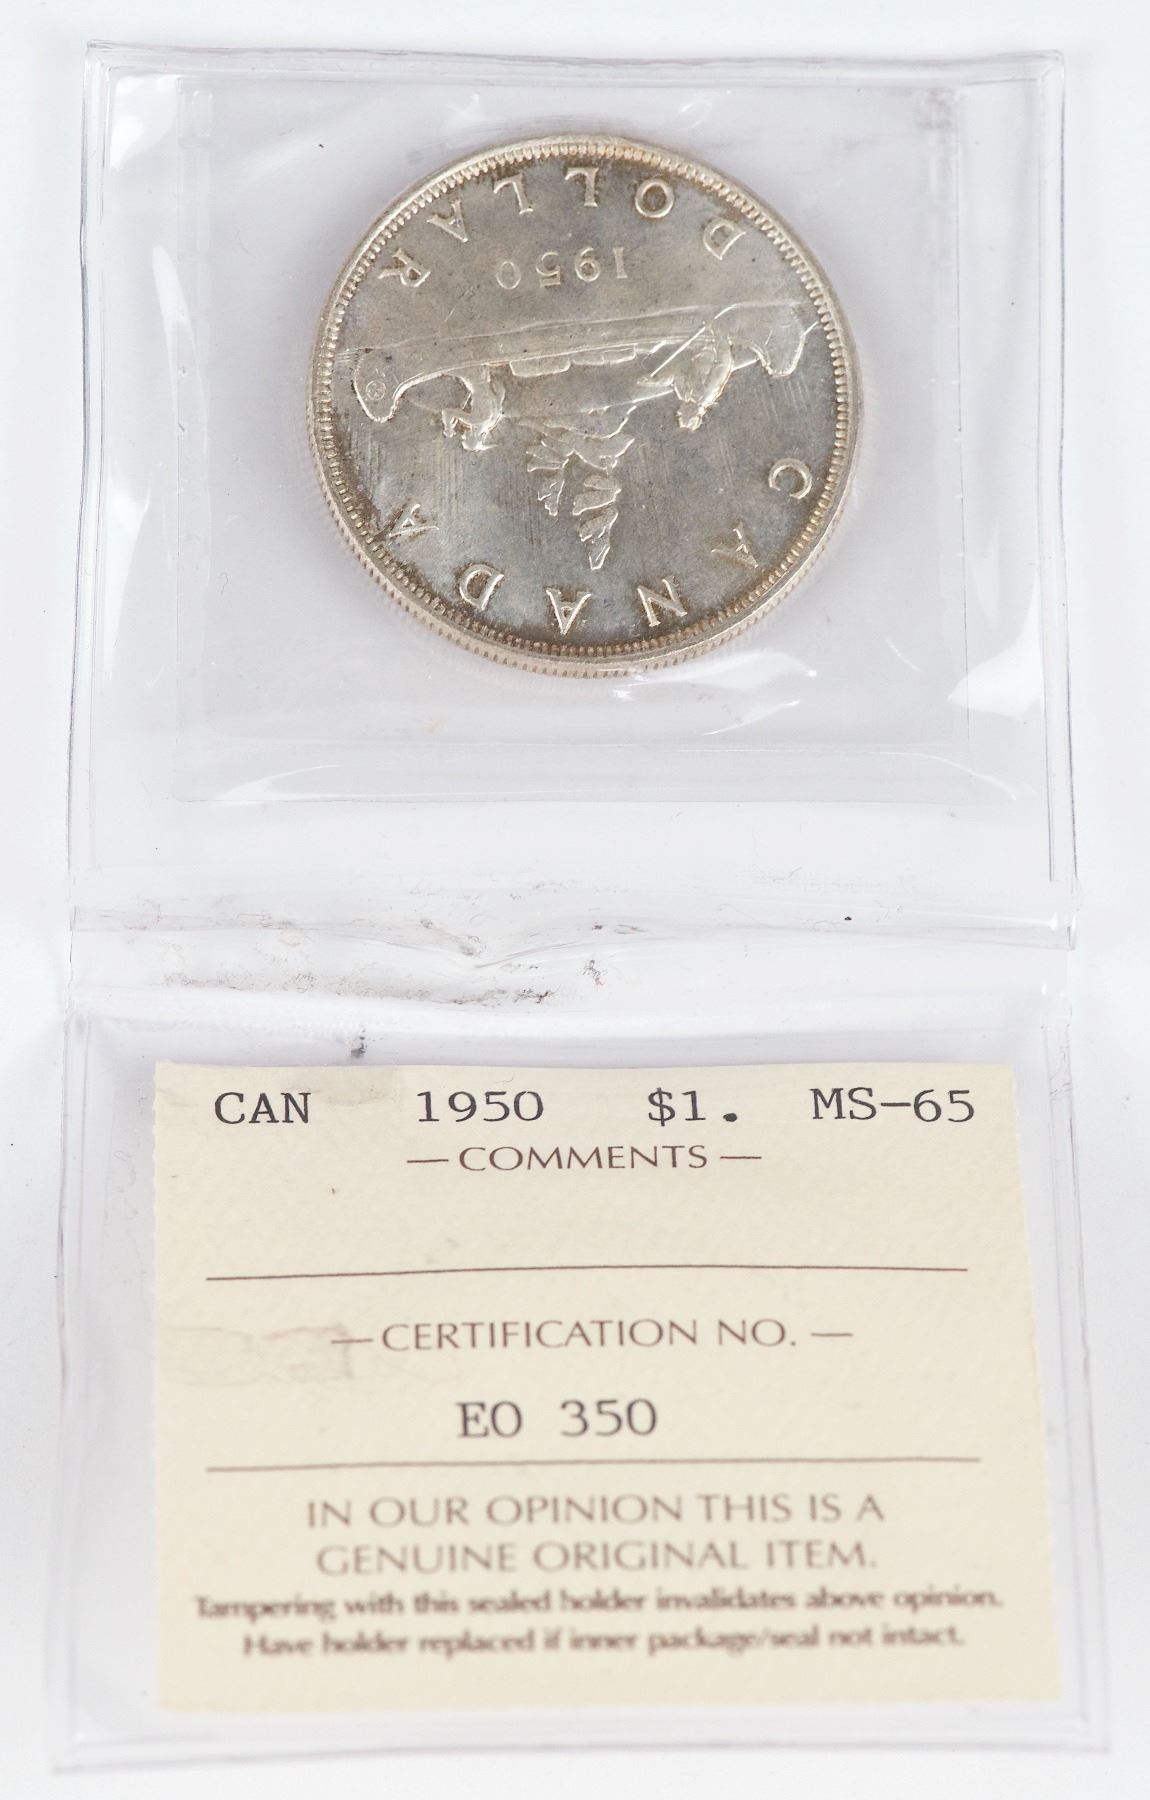 CANADA
1950
DOLLAR
CAN 1950 $1. MS-65
— COMMENTS —
— CERTIFICATION NO. —
EO 350
IN OUR OPINION THIS IS A
GENUINE ORIGINAL ITEM.
Tampering with this sealed holder invalidates above opinion.
Have holder replaced if inner package/seal not intact.